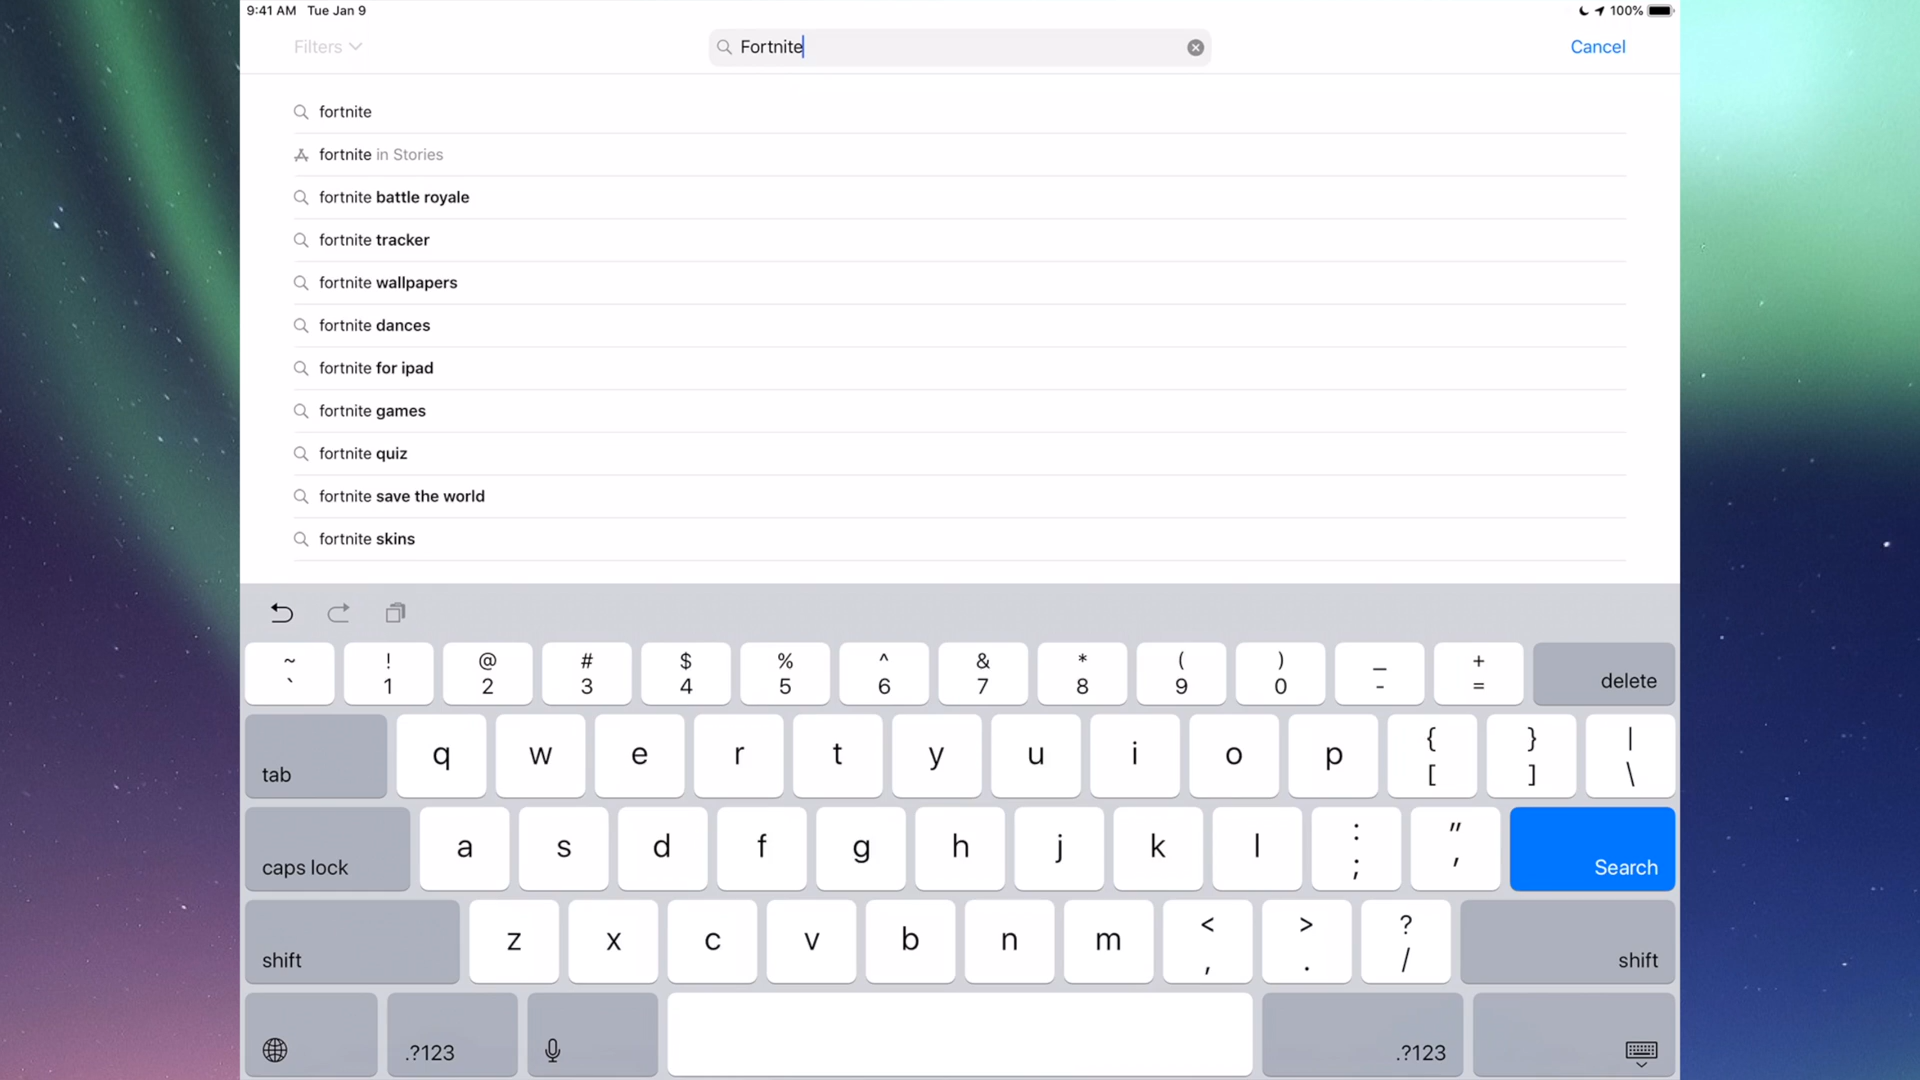 9:41 AM Tue Jan 9
100%
Filters
Fortnite
Cancel
fortnite
fortnite in Stories
fortnite battle royale
fortnite tracker
fortnite wallpapers
fortnite dances
fortnite for ipad
fortnite games
fortnite quiz
fortnite save the world
fortnite skins
~ ! @ # $ % ^ & * ( ) _ +
` 1 2 3 4 5 6 7 8 9 0 - = delete
tab q w e r t y u i o p { [ } ] | \
caps lock a s d f g h j k l : ; " ' Search
shift z x c v b n m < , > . ? / shift
.?123 .?123